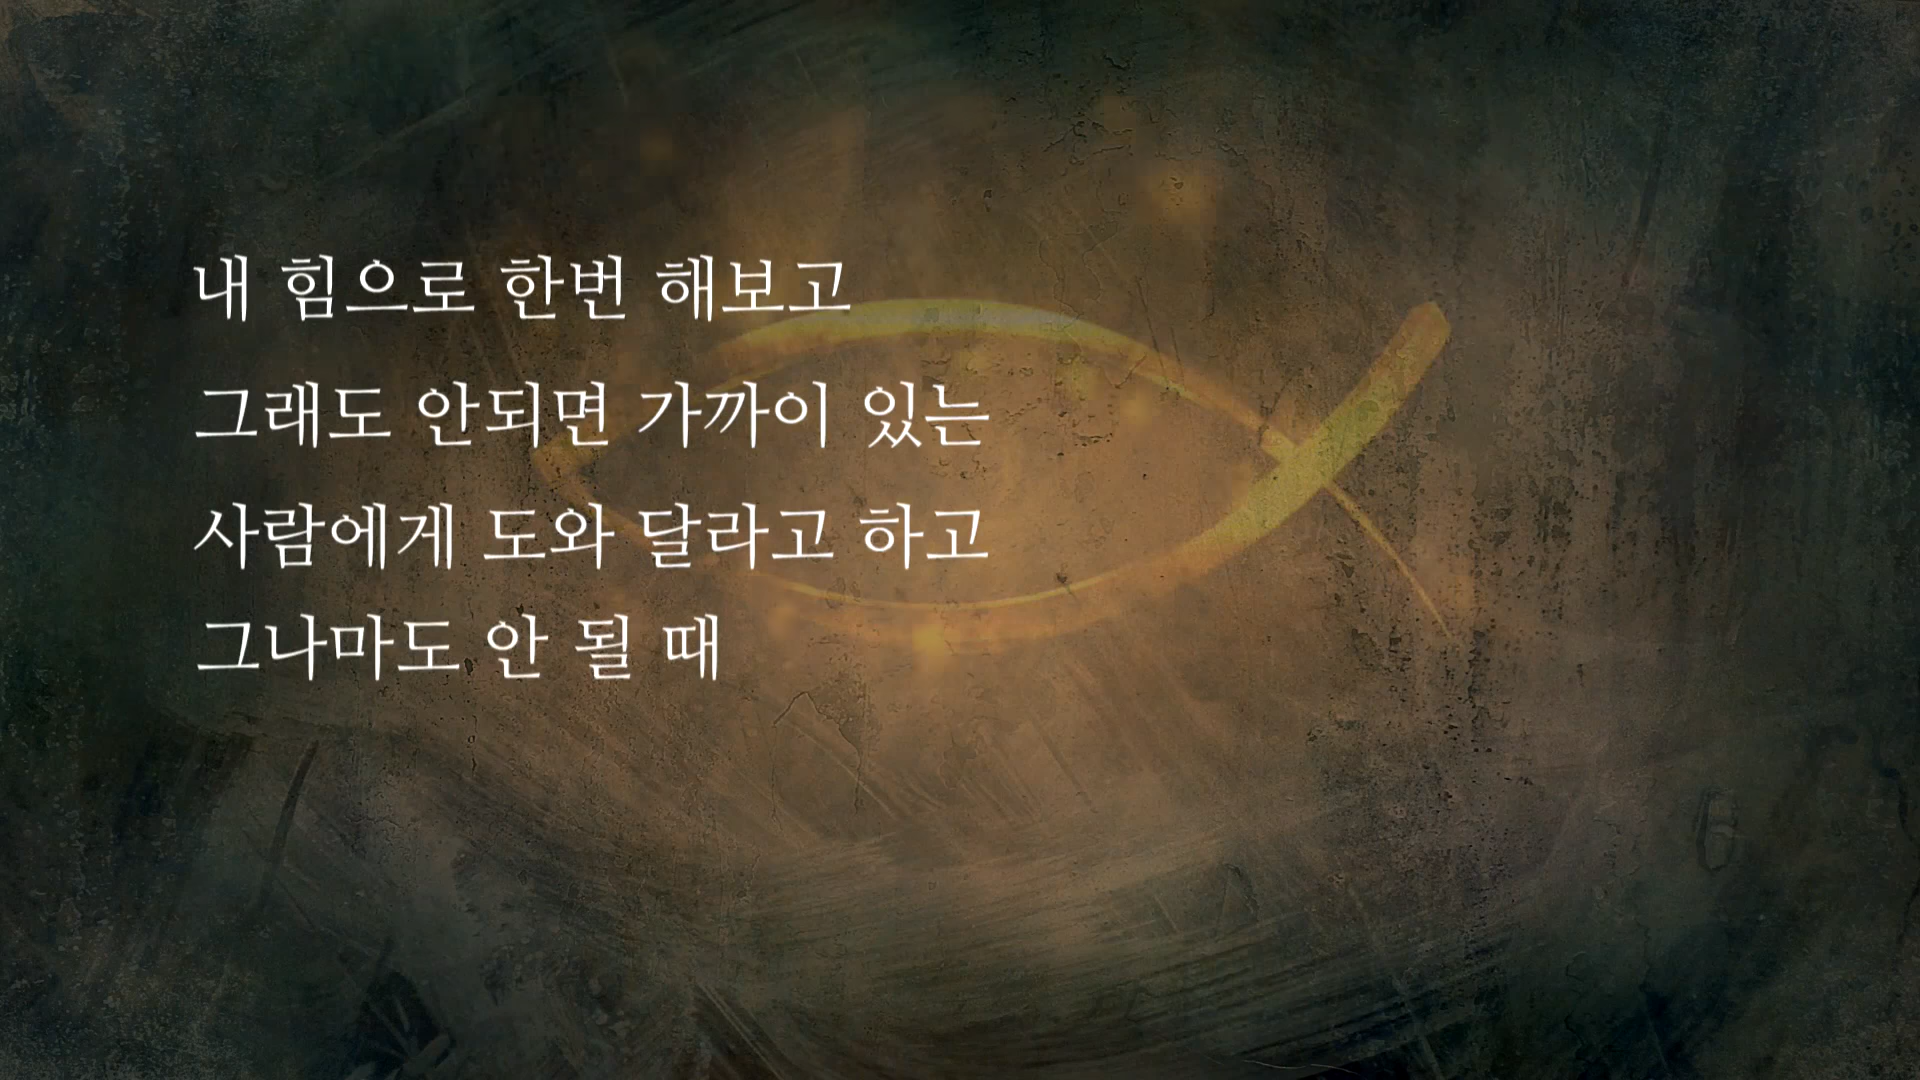 내 힘으로 한번 해보고
그래도 안되면 가까이 있는
사람에게 도와 달라고 하고
그나마도 안 될 때